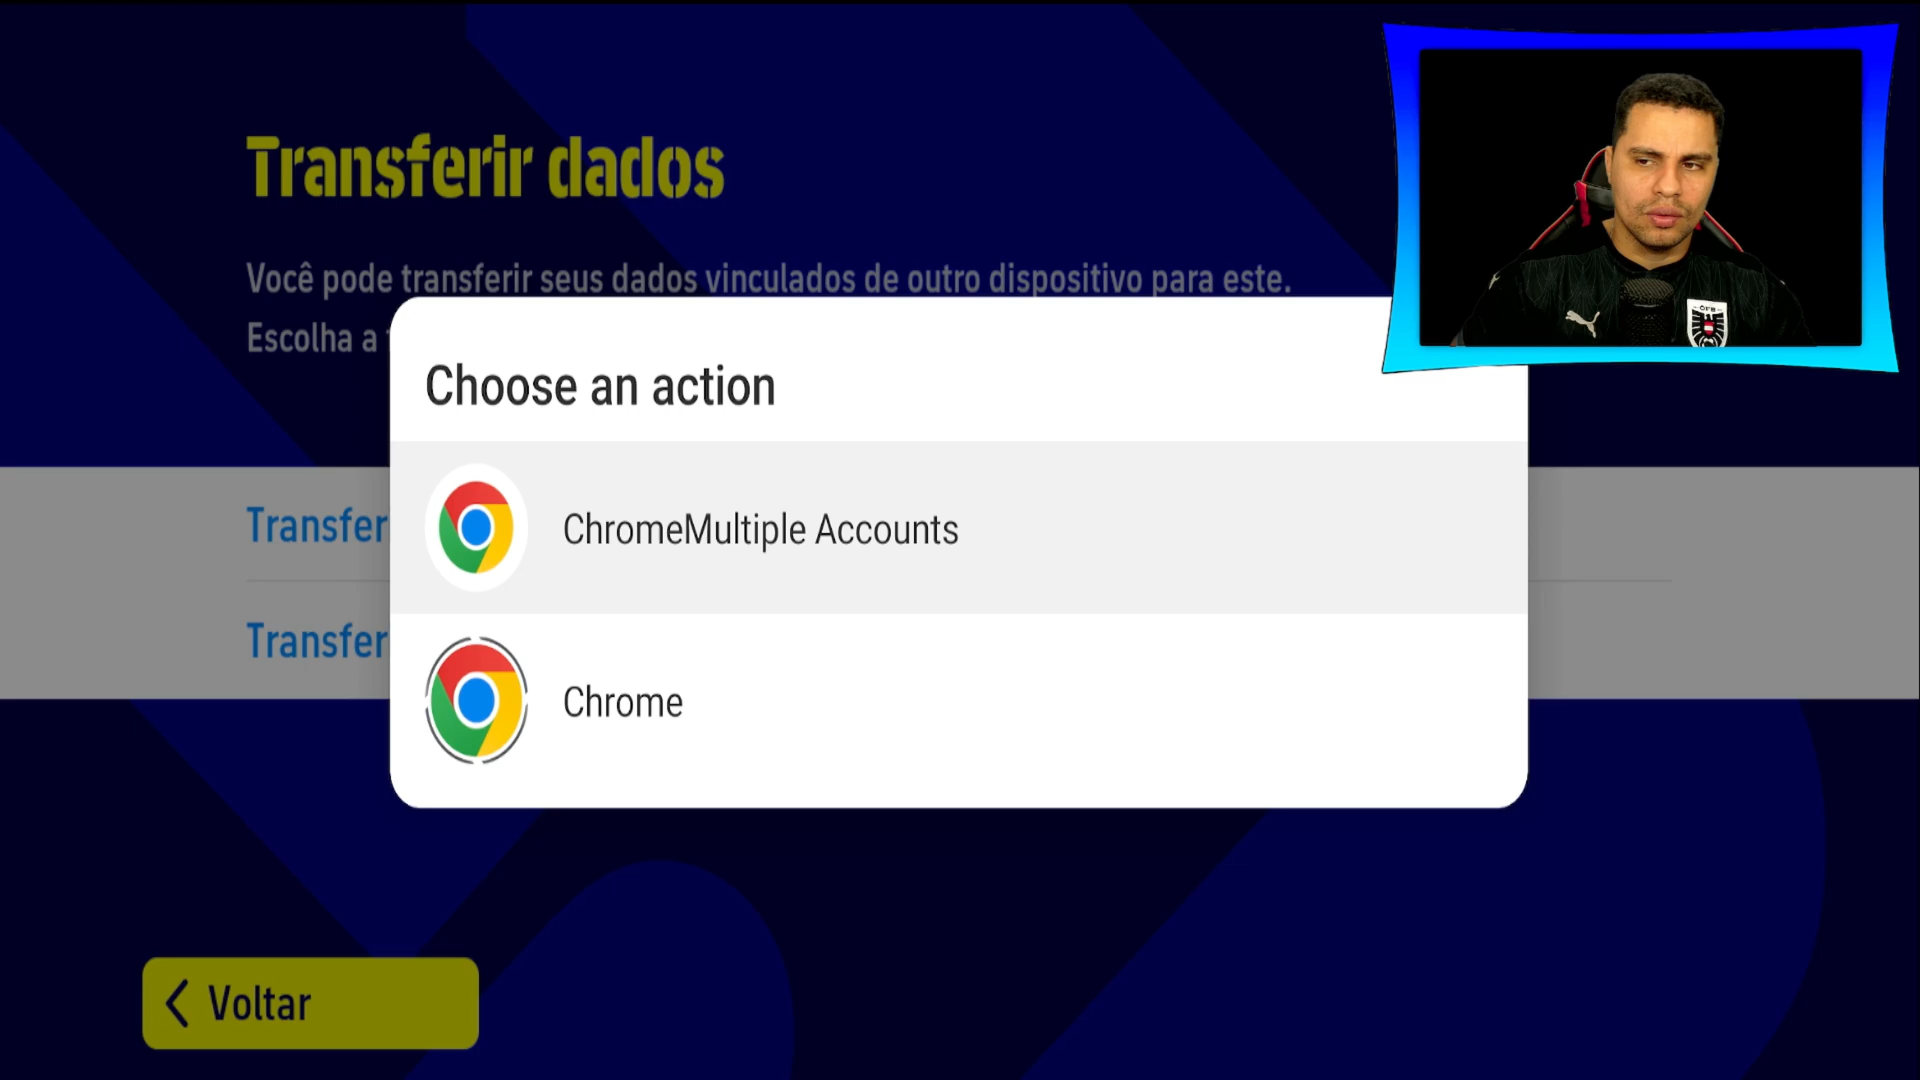 Transferir dados
Você pode transferir seus dados vinculados de outro dispositivo para este.
Escolha a
Choose an action
Transfer
ChromeMultiple Accounts
Transfer
Chrome
Voltar